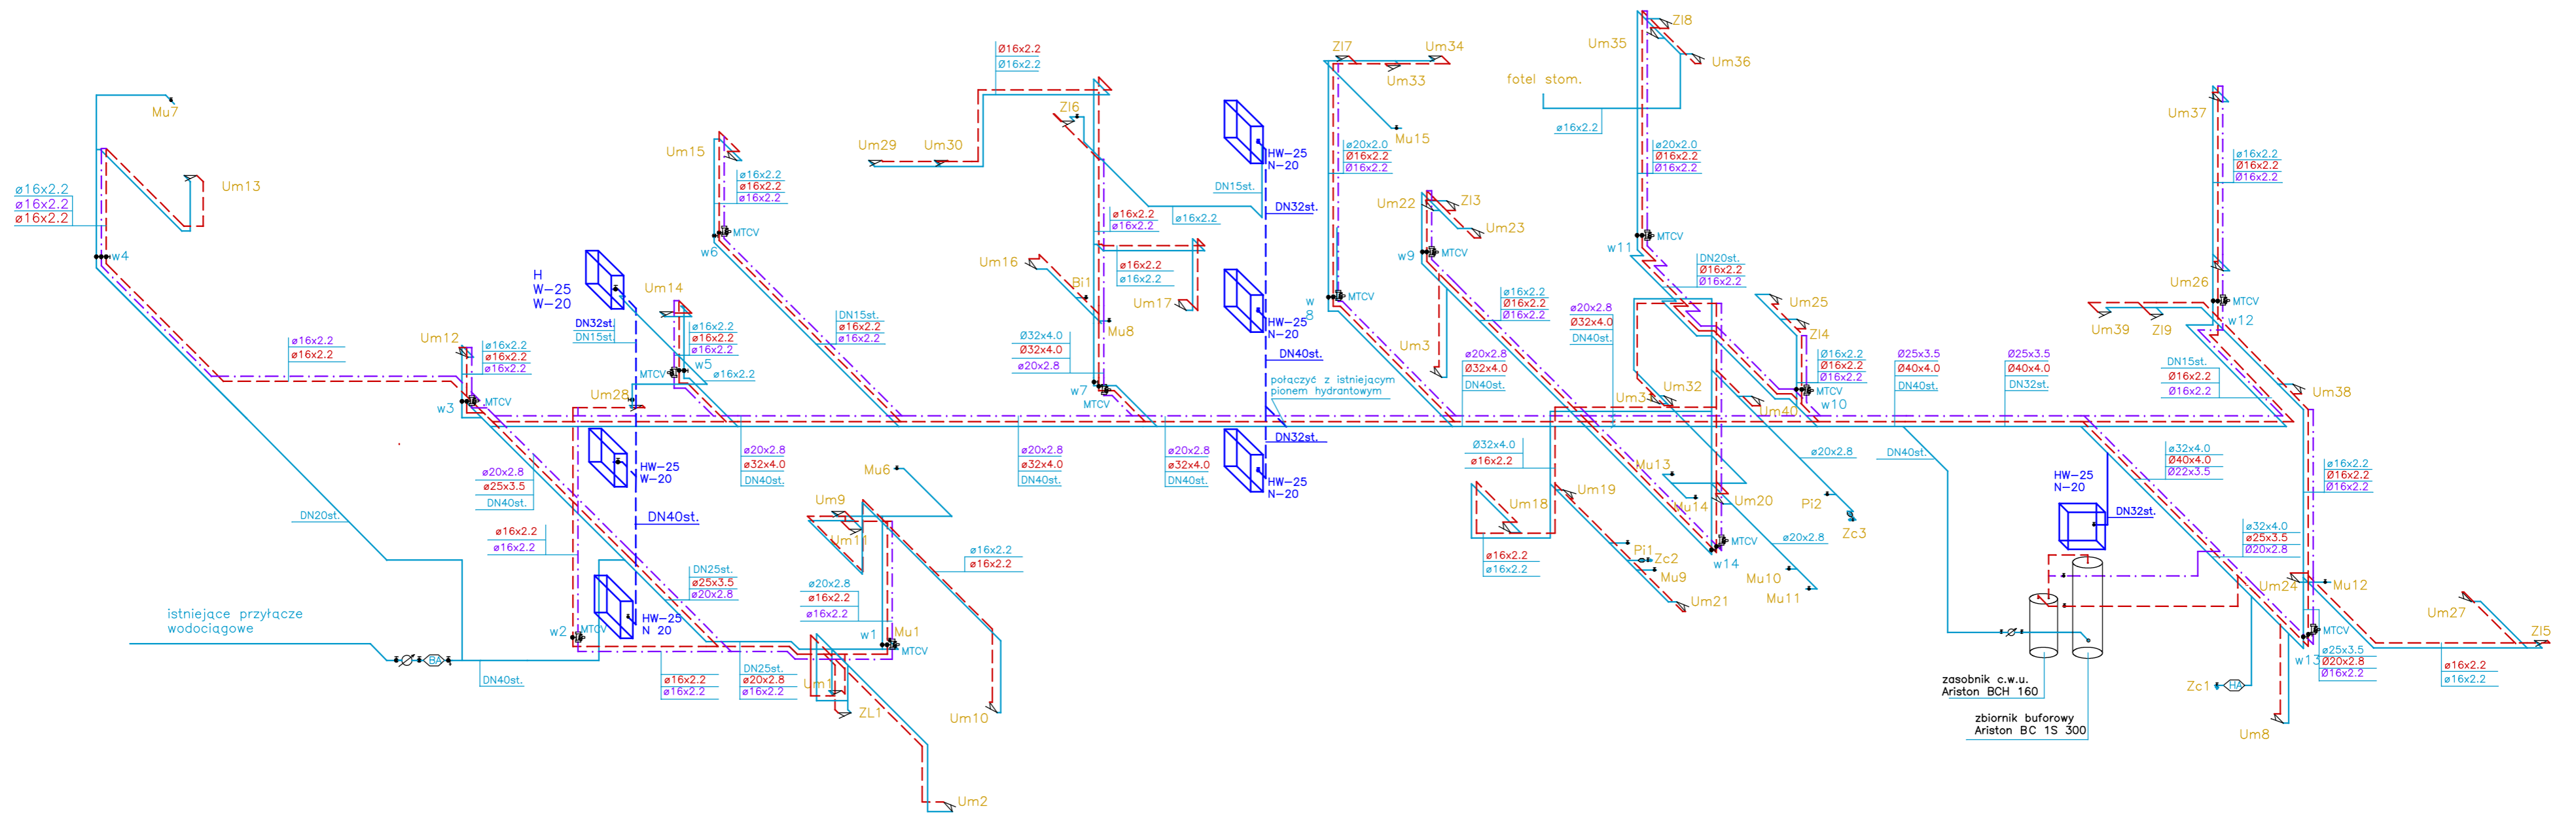 Mu7
Um13
ø16x2.2
ø16x2.2
ø16x2.2
w4
ø16x2.2
ø16x2.2
DN20st.
istniejące przyłącze
wodociągowe
BA
DN40st.
Um12
ø16x2.2
ø16x2.2
ø16x2.2
w3
MTCV
ø20x2.8
ø25x3.5
DN40st.
ø16x2.2
ø16x2.2
H
W-25
W-20
DN32st.
DN15st.
Um14
ø16x2.2
ø16x2.2
ø16x2.2
MTCV
w5
ø16x2.2
Um28
HW-25
W-20
DN40st.
DN25st.
ø25x3.5
ø20x2.8
HW-25
N 20
w2
MTCV
ø16x2.2
ø16x2.2
DN25st.
ø20x2.8
ø16x2.2
Um15
ø16x2.2
ø16x2.2
ø16x2.2
w6
MTCV
DN15st.
ø16x2.2
ø16x2.2
ø20x2.8
ø32x4.0
DN40st.
Mu6
Um9
Um11
ø16x2.2
ø16x2.2
ø20x2.8
ø16x2.2
ø16x2.2
w1
Mu1
MTCV
Um1
ZL1
Um10
Um2
Ø16x2.2
Ø16x2.2
Um29
Um30
Zl6
ø16x2.2
ø16x2.2
ø16x2.2
DN15st.
Um16
Bi1
Mu8
Um17
ø16x2.2
ø16x2.2
Ø32x4.0
Ø32x4.0
ø20x2.8
w7
MTCV
ø20x2.8
ø32x4.0
DN40st.
ø20x2.8
ø32x4.0
DN40st.
HW-25
N-20
DN32st.
HW-25
N-20
DN40st.
połączyć z istniejącym
pionem hydrantowym
DN32st.
HW-25
N-20
Zl7
Um34
Um33
Mu15
ø20x2.0
Ø16x2.2
Ø16x2.2
w
8
MTCV
Um22
Zl3
Um23
w9
MTCV
Um3
ø16x2.2
Ø16x2.2
Ø16x2.2
ø20x2.8
Ø32x4.0
DN40st.
ø20x2.8
Ø32x4.0
DN40st.
fotel stom.
ø16x2.2
Um35
Zl8
Um36
ø20x2.0
Ø16x2.2
Ø16x2.2
w11
MTCV
DN20st.
Ø16x2.2
Ø16x2.2
Um25
Zl4
Ø16x2.2
Ø16x2.2
Ø16x2.2
MTCV
w10
Um32
Um40
Ø32x4.0
ø16x2.2
Um18
Um19
ø16x2.2
ø16x2.2
Pi1
Zc2
Mu9
Um21
Mu13
Mu14
Um20
MTCV
w14
ø20x2.8
Pi2
Zc3
ø20x2.8
Mu10
Mu11
Ø25x3.5
Ø40x4.0
DN40st.
Ø25x3.5
Ø40x4.0
DN32st.
DN40st.
HW-25
N-20
DN32st.
zasobnik c.w.u.
Ariston BCH 160
zbiornik buforowy
Ariston BC 1S 300
Um37
ø16x2.2
Ø16x2.2
Ø16x2.2
Um26
MTCV
w12
Um39
Zl9
DN15st.
Ø16x2.2
Ø16x2.2
Um38
ø32x4.0
Ø40x4.0
Ø22x3.5
ø16x2.2
Ø16x2.2
Ø16x2.2
ø32x4.0
ø25x3.5
Ø20x2.8
Um24
Mu12
MTCV
w13
ø25x3.5
Ø20x2.8
Ø16x2.2
Zc1
HA
Um8
Um27
Zl5
ø16x2.2
ø16x2.2